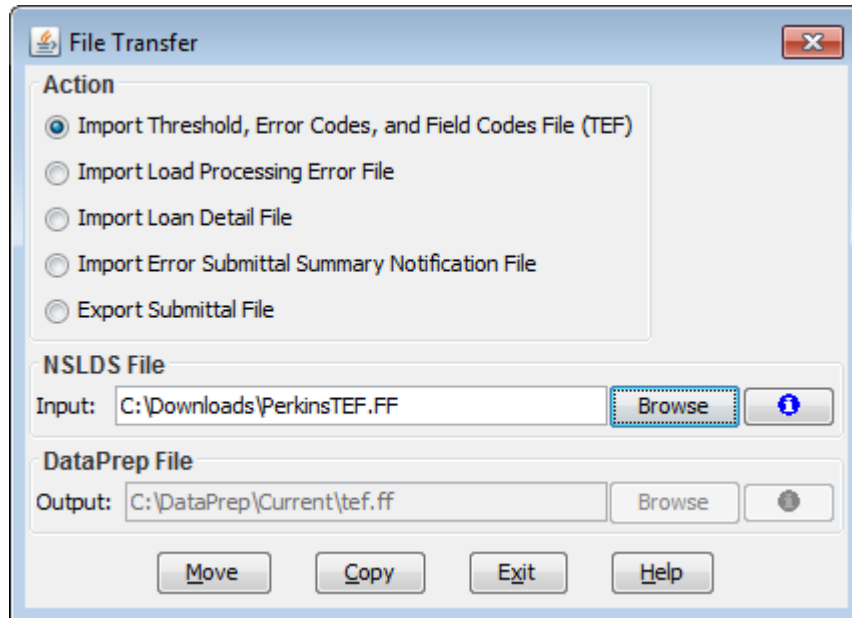 File Transfer
Action
Import Threshold, Error Codes, and Field Codes File (TEF)
Import Load Processing Error File
Import Loan Detail File
Import Error Submittal Summary Notification File
Export Submittal File
NSLDS File
Input: C:\Downloads\PerkinsTEF.FF Browse
DataPrep File
Output: C:\DataPrep\Current\tef.ff Browse
Move Copy Exit Help